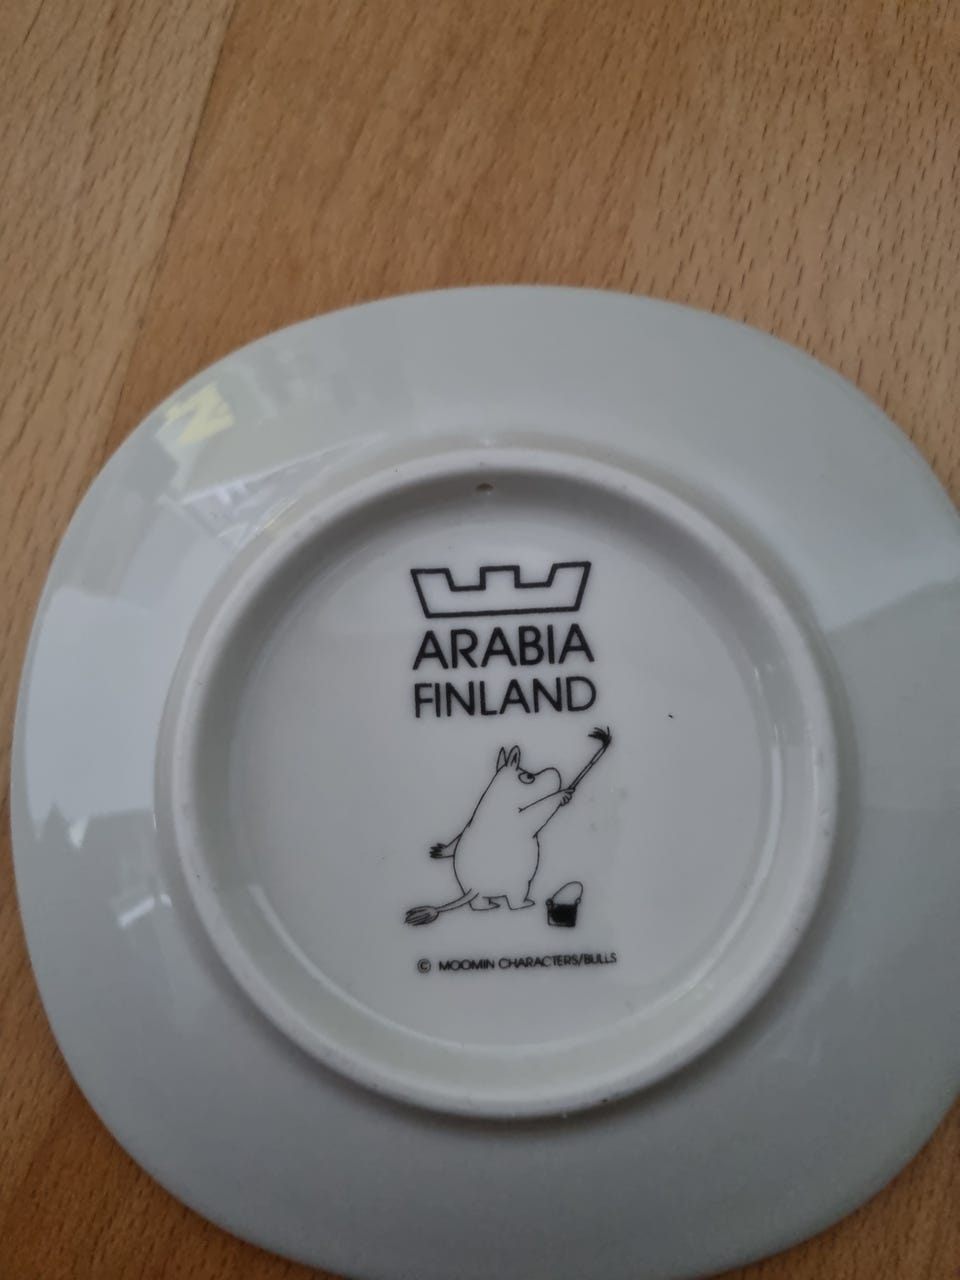 ARABIA
FINLAND
© MOOMIN CHARACTERS/BULLS